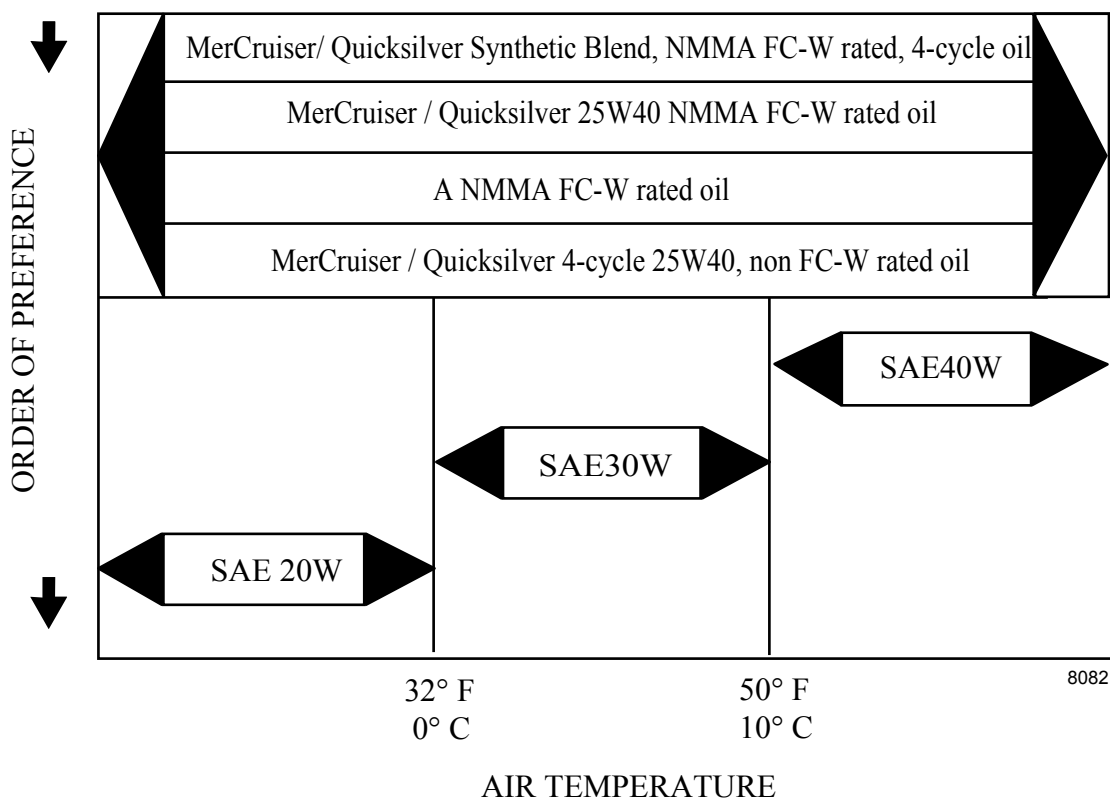 MerCruiser/ Quicksilver Synthetic Blend, NMMA FC-W rated, 4-cycle oil
MerCruiser / Quicksilver 25W40 NMMA FC-W rated oil
A NMMA FC-W rated oil
MerCruiser / Quicksilver 4-cycle 25W40, non FC-W rated oil
ORDER OF PREFERENCE
SAE40W
SAE30W
SAE 20W
32° F
0° C
50° F
10° C
8082
AIR TEMPERATURE